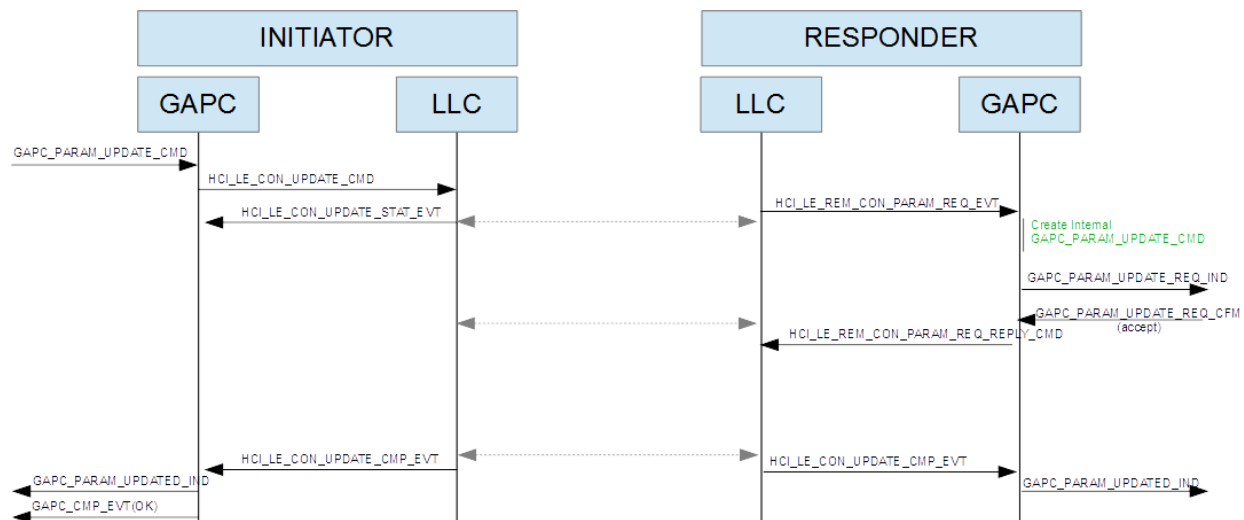 INITIATOR
RESPONDER
GAPC
LLC
LLC
GAPC
GAPC_PARAM_UPDATE_CMD
HCI_LE_CON_UPDATE_CMD
HCI_LE_CON_UPDATE_STAT_EVT
HCI_LE_REM_CON_PARAM_REQ_EVT
Create Internal
GAPC_PARAM_UPDATE_CMD
GAPC_PARAM_UPDATE_REQ_IND
GAPC_PARAM_UPDATE_REQ_CFM
(accept)
HCI_LE_REM_CON_PARAM_REQ_REPLY_CMD
HCI_LE_CON_UPDATE_CMP_EVT
HCI_LE_CON_UPDATE_CMP_EVT
GAPC_PARAM_UPDATED_IND
GAPC_PARAM_UPDATED_IND
GAPC_CMP_EVT(OK)